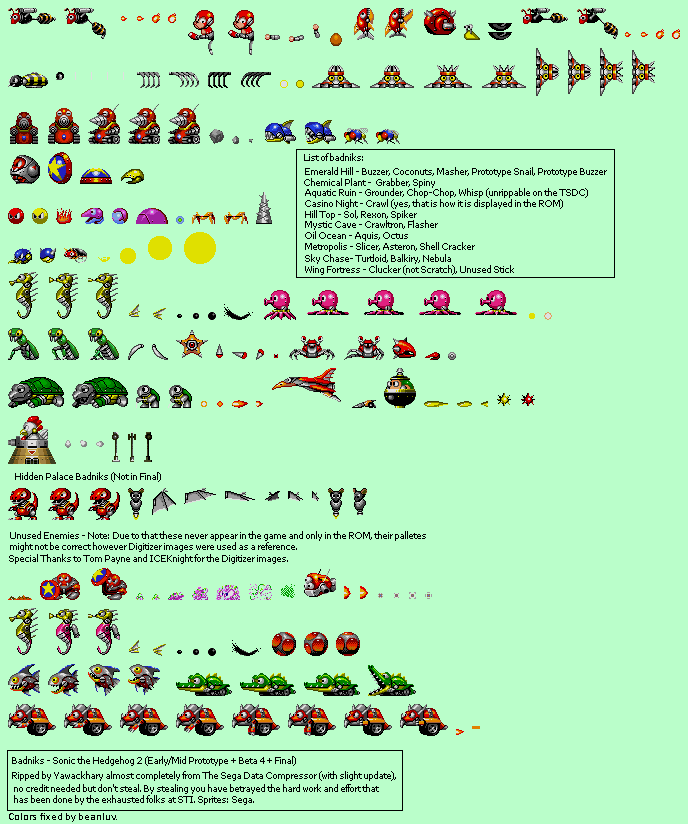 List of badniks:
Emerald Hill - Buzzer, Coconuts, Masher, Prototype Snail, Prototype Buzzer
Chemical Plant - Grabber, Spiny
Aquatic Ruin - Grounder, Chop-Chop, Whisp (unrippable on the TSDC)
Casino Night - Crawl (yes, that is how it is displayed in the ROM)
Hill Top - Sol, Rexon, Spiker
Mystic Cave - Crawltron, Flasher
Oil Ocean - Aquis, Octus
Metropolis - Slicer, Asteron, Shell Cracker
Sky Chase- Turtloid, Balkiry, Nebula
Wing Fortress - Clucker (not Scratch), Unused Stick
Hidden Palace Badniks (Not in Final)
Unused Enemies - Note: Due to that these never appear in the game and only in the ROM, their palletes
might not be correct however Digitizer images were used as a reference.
Special Thanks to Tom Payne and ICEKnight for the Digitizer images.
Badniks - Sonic the Hedgehog 2 (Early/Mid Prototype + Beta 4 + Final)
Ripped by Yawackhary almost completely from The Sega Data Compressor (with slight update),
no credit needed but don't steal. By stealing you have betrayed the hard work and effort that
has been done by the exhausted folks at STI. Sprites: Sega.
Colors fixed by beanluv.